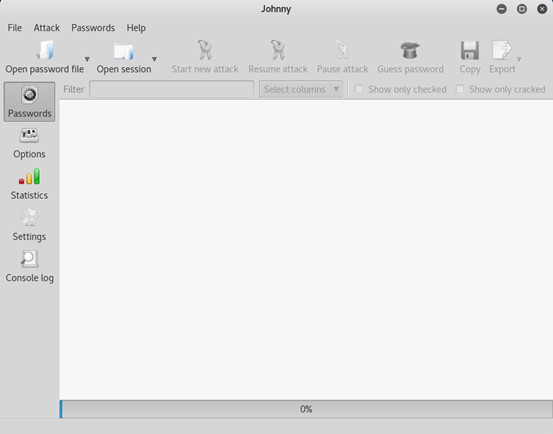 Johnny
File Attack Passwords Help
Open password file Open session Start new attack Resume attack Pause attack Guess password Copy Export
Filter Select columns Show only checked Show only cracked
Passwords
Options
Statistics
Settings
Console log
0%